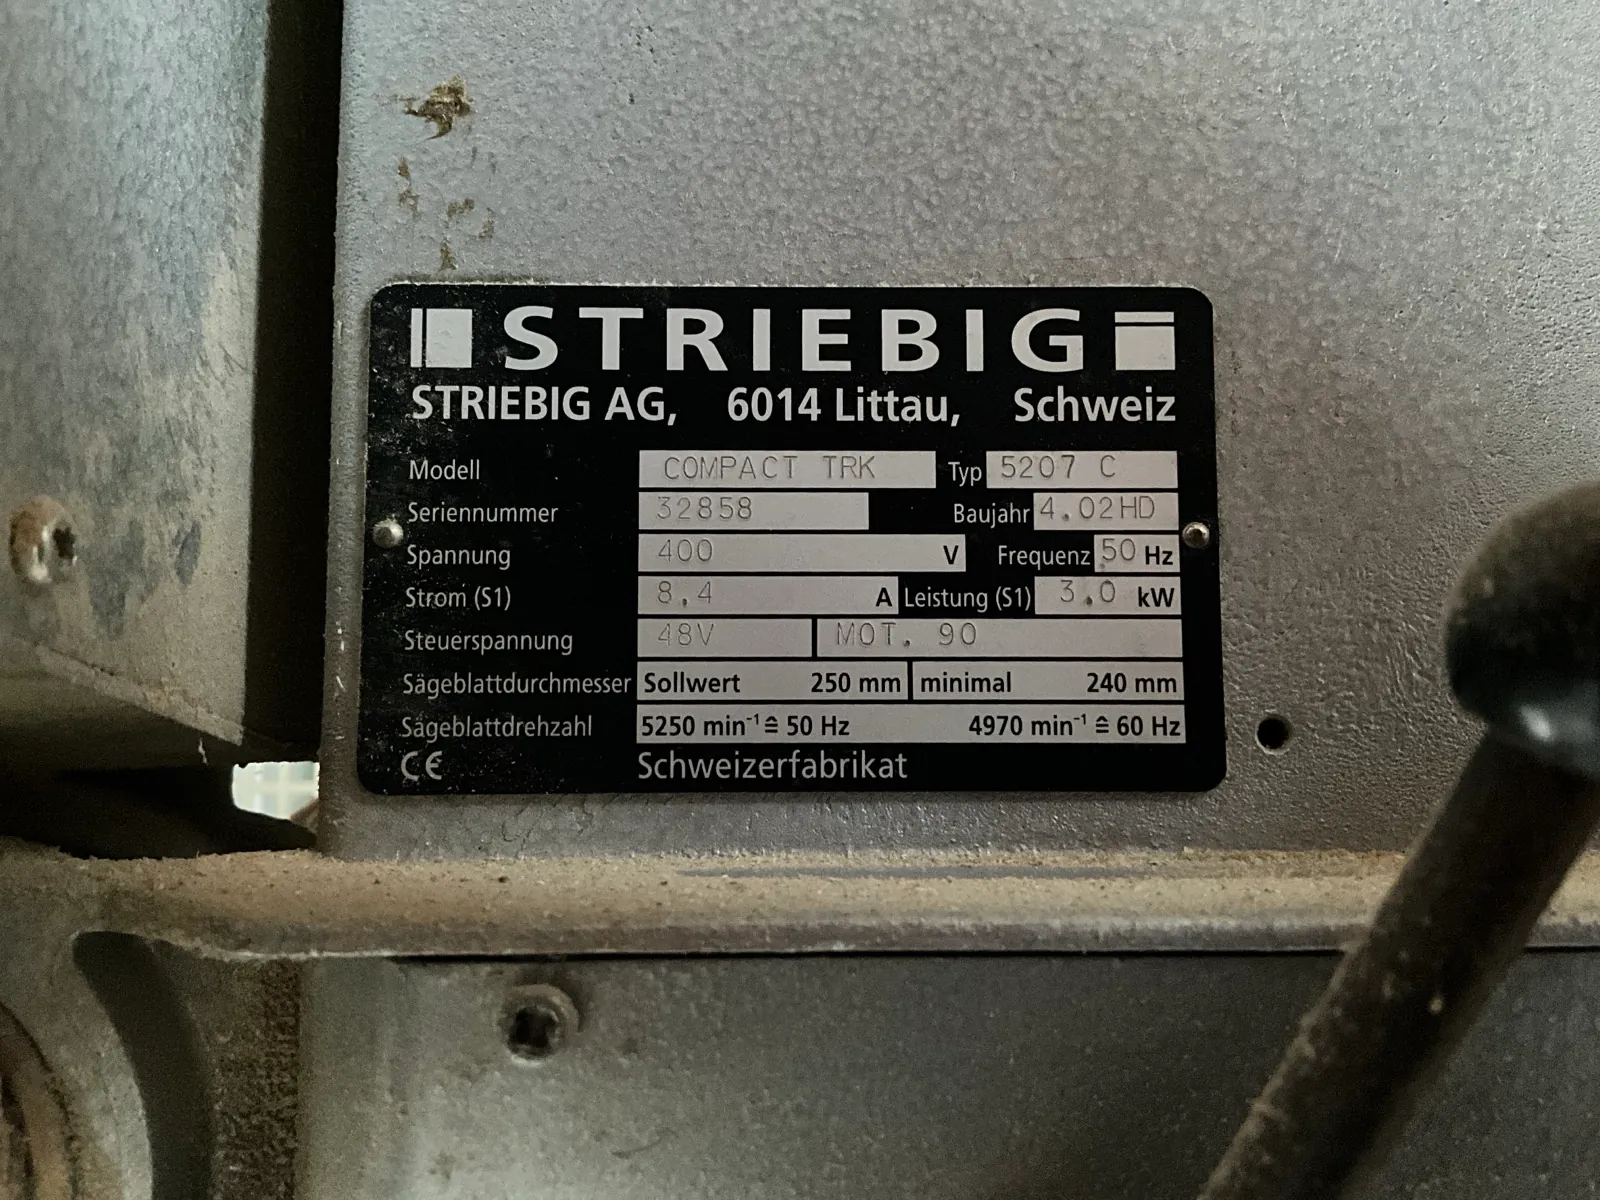 STRIEBIG
STRIEBIG AG, 6014 Littau, Schweiz
Modell COMPACT TRK Typ 5207 C
Seriennummer 32858 Baujahr 4.02HD
Spannung 400 V Frequenz 50 Hz
Strom (S1) 8,4 A Leistung (S1) 3.0 kW
Steuerspannung 48V MOT. 90
Sägeblattdurchmesser Sollwert 250 mm minimal 240 mm
Sägeblattdrehzahl 5250 min⁻¹ ≙ 50 Hz 4970 min⁻¹ ≙ 60 Hz
CE Schweizerfabrikat